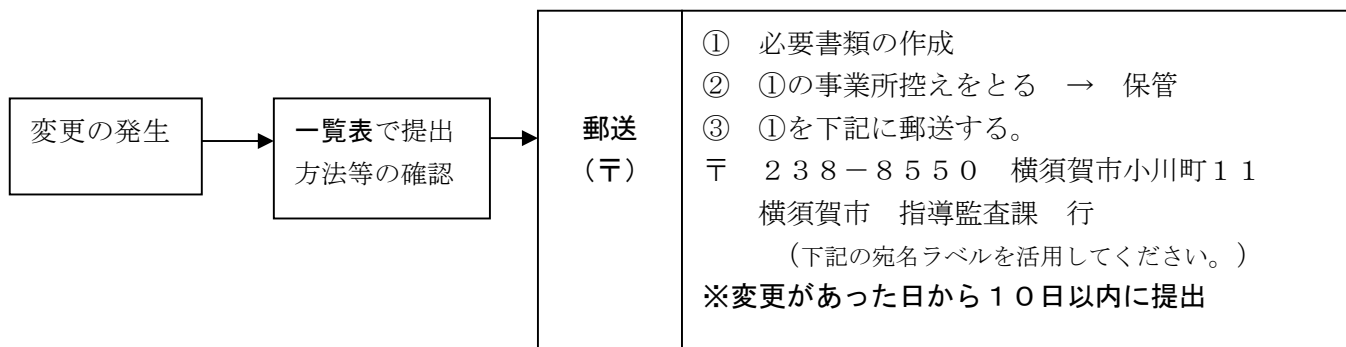 変更の発生
一覧表で提出
方法等の確認
郵送
（〒）
①　必要書類の作成
②　①の事業所控えをとる　→　保管
③　①を下記に郵送する。
〒　２３８－８５５０　横須賀市小川町１１
横須賀市　指導監査課　行
（下記の宛名ラベルを活用してください。）
※変更があった日から１０日以内に提出